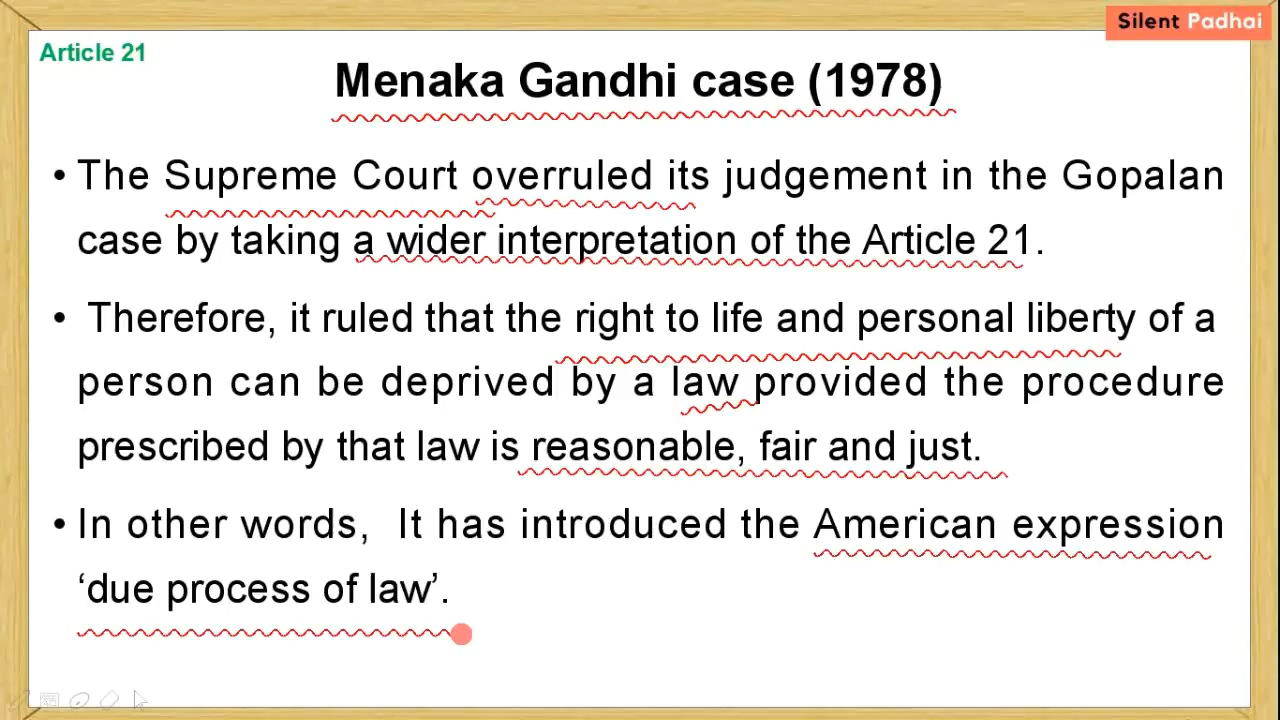 Silent Padhai
Article 21
Menaka Gandhi case (1978)
• The Supreme Court overruled its judgement in the Gopalan
case by taking a wider interpretation of the Article 21.
• Therefore, it ruled that the right to life and personal liberty of a
person can be deprived by a law provided the procedure
prescribed by that law is reasonable, fair and just.
• In other words, It has introduced the American expression
‘due process of law’.